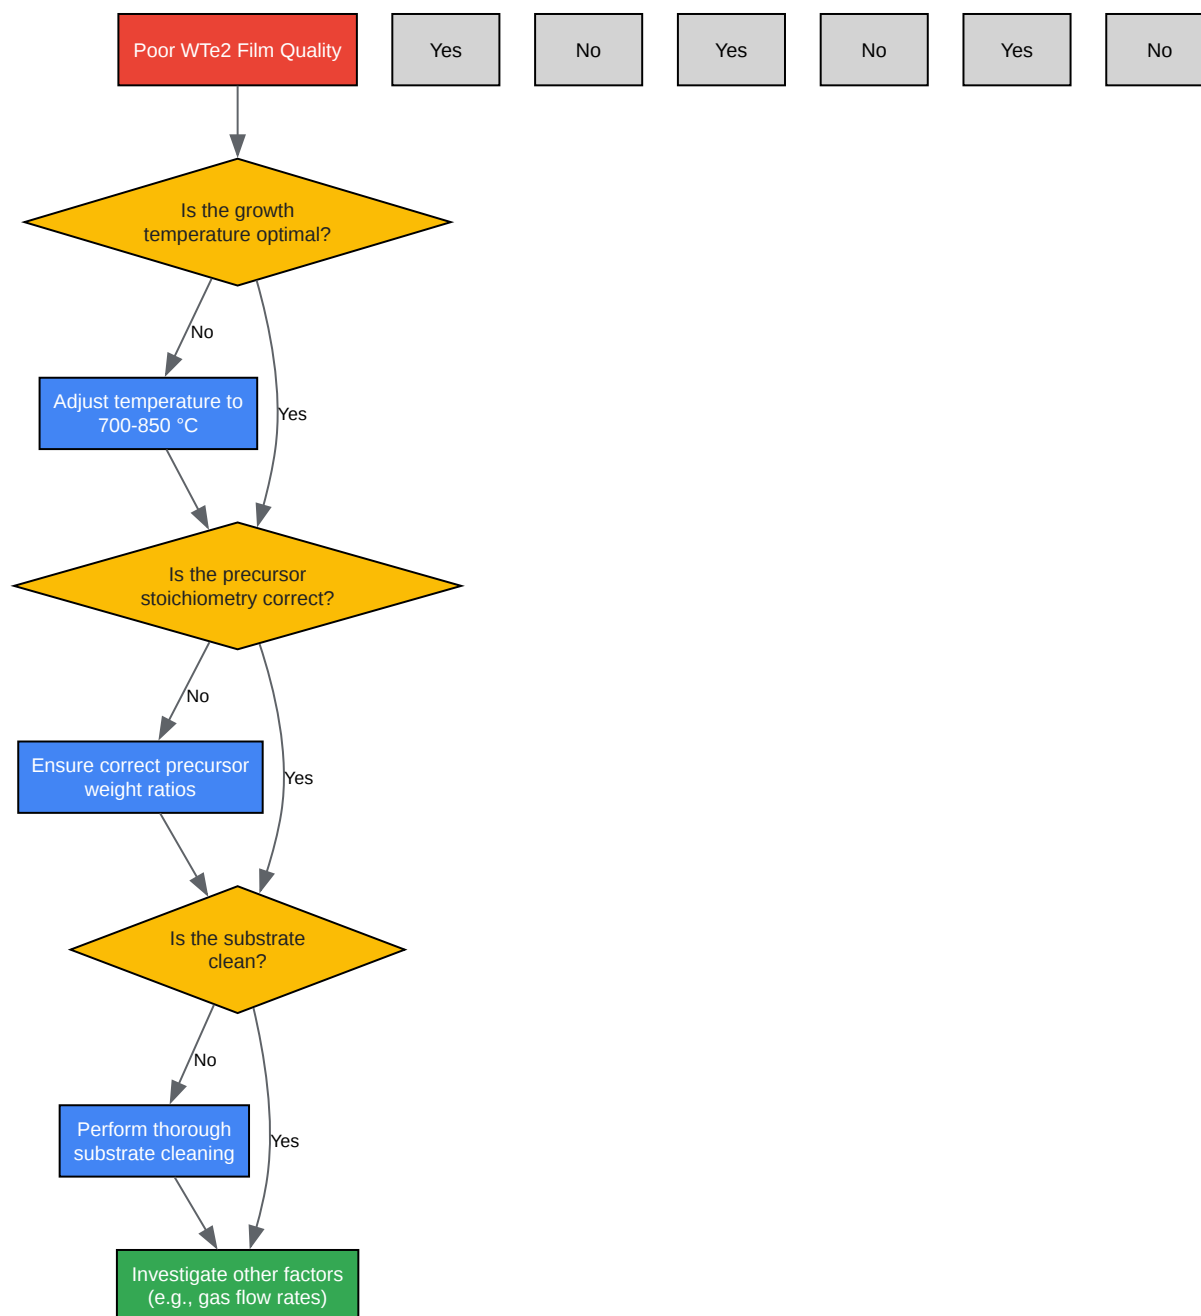 Poor WTe2 Film Quality
Yes
No
Yes
No
Yes
No
Is the growth
temperature optimal?
No
Adjust temperature to
700-850 °C
Yes
Is the precursor
stoichiometry correct?
No
Ensure correct precursor
weight ratios
Yes
Is the substrate
clean?
No
Perform thorough
substrate cleaning
Yes
Investigate other factors
(e.g., gas flow rates)